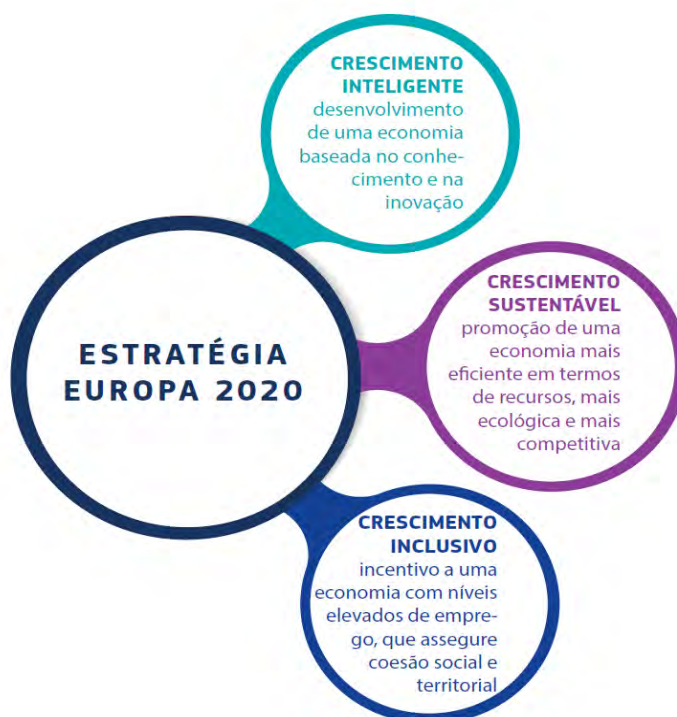 CRESCIMENTO
INTELIGENTE
desenvolvimento
de uma economia
baseada no conhe-
cimento e na
inovação
ESTRATÉGIA
EUROPA 2020
CRESCIMENTO
SUSTENTÁVEL
promoção de uma
economia mais
eficiente em termos
de recursos, mais
ecológica e mais
competitiva
CRESCIMENTO
INCLUSIVO
incentivo a uma
economia com níveis
elevados de empre-
go, que assegure
coesão social e
territorial